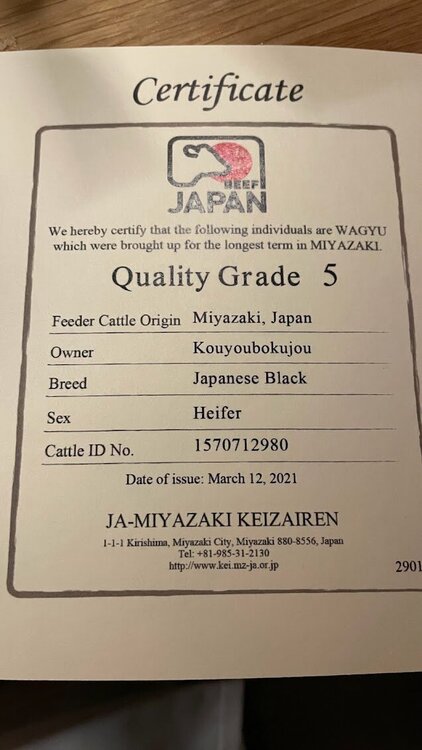 Certificate
BEEF
JAPAN
We hereby certify that the following individuals are WAGYU
which were brought up for the longest term in MIYAZAKI.
Quality Grade 5
Feeder Cattle Origin Miyazaki, Japan
Owner Kouyoubokujou
Breed Japanese Black
Sex Heifer
Cattle ID No. 1570712980
Date of issue: March 12, 2021
JA-MIYAZAKI KEIZAIREN
1-1-1 Kirishima, Miyazaki City, Miyazaki 880-8556, Japan
Tel: +81-985-31-2130
http://www.kei.mz-ja.or.jp
2901